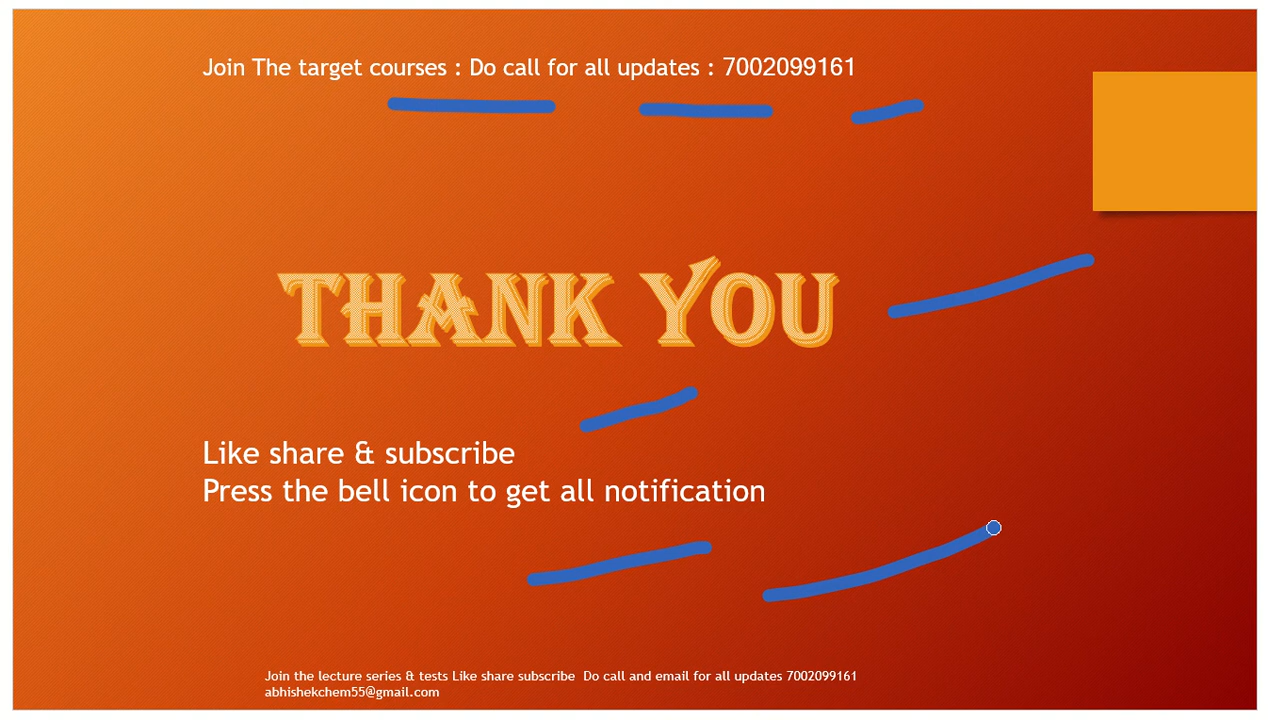 Join The target courses : Do call for all updates : 7002099161
THANK YOU
Like share & subscribe
Press the bell icon to get all notification
Join the lecture series & tests Like share subscribe  Do call and email for all updates 7002099161
abhishekchem55@gmail.com